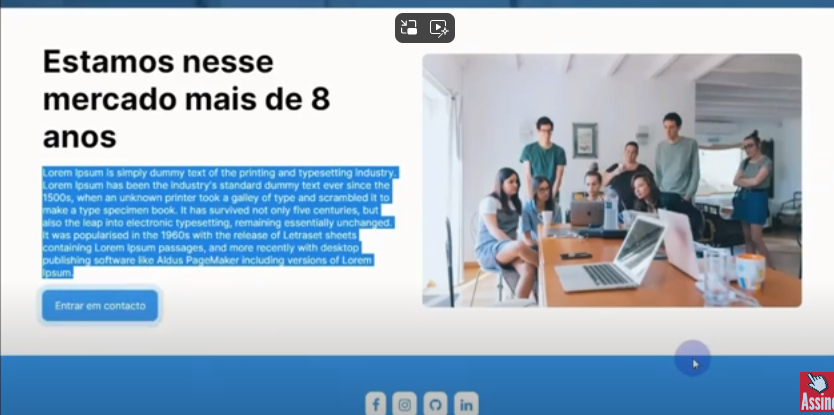 Estamos nesse
mercado mais de 8
anos
Lorem Ipsum is simply dummy text of the printing and typesetting industry.
Lorem Ipsum has been the industry's standard dummy text ever since the
1500s, when an unknown printer took a galley of type and scrambled it to
make a type specimen book. It has survived not only five centuries, but
also the leap into electronic typesetting, remaining essentially unchanged.
It was popularised in the 1960s with the release of Letraset sheets
containing Lorem Ipsum passages, and more recently with desktop
publishing software like Aldus PageMaker including versions of Lorem
Ipsum.
Entrar em contacto
f
in
Assin